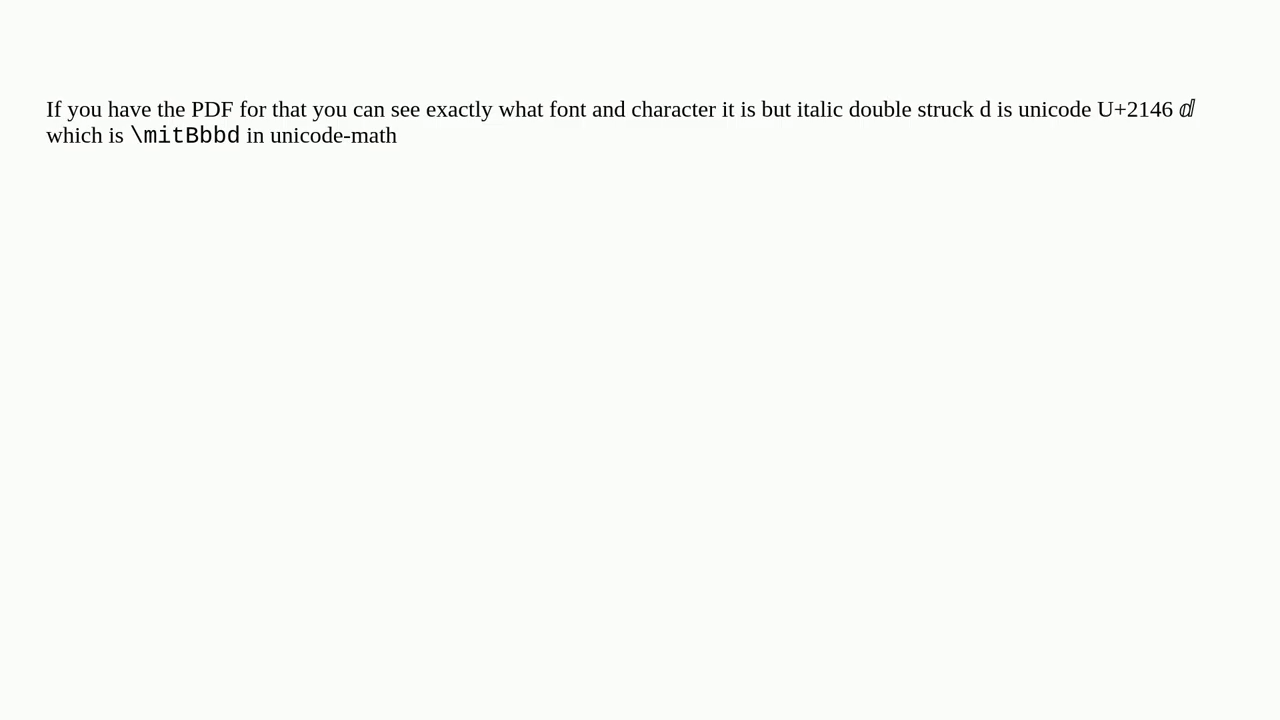 If you have the PDF for that you can see exactly what font and character it is but italic double struck d is unicode U+2146 ⅆ
which is \mitBbbd in unicode-math